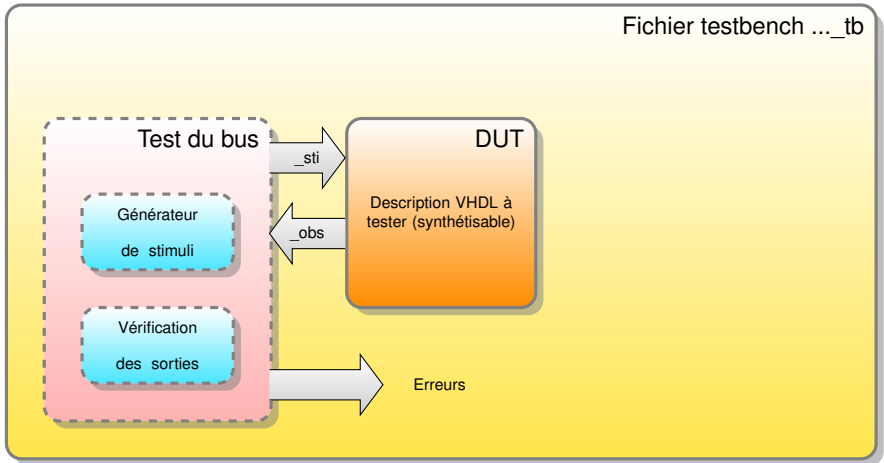 Fichier testbench ..._tb
Test du bus
_sti
DUT
Générateur
de stimuli
Description VHDL à
tester (synthétisable)
_obs
Vérification
des sorties
Erreurs